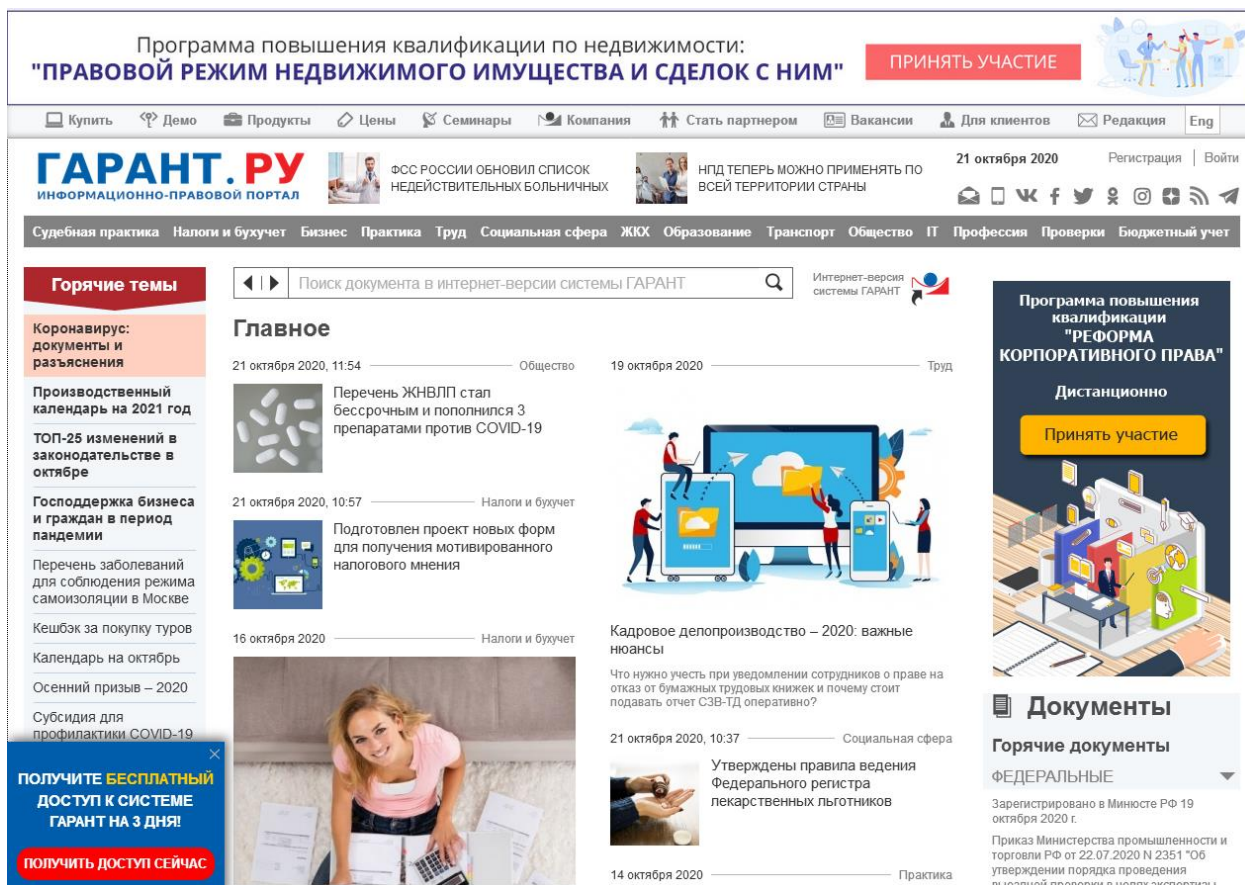 Программа повышения квалификации по недвижимости:
"ПРАВОВОЙ РЕЖИМ НЕДВИЖИМОГО ИМУЩЕСТВА И СДЕЛОК С НИМ"
ПРИНЯТЬ УЧАСТИЕ
Купить Демо Продукты Цены Семинары Компания Стать партнером Вакансии Для клиентов Редакция Eng
ГАРАНТ.РУ
ИНФОРМАЦИОННО-ПРАВОВОЙ ПОРТАЛ
ФСС РОССИИ ОБНОВИЛ СПИСОК
НЕДЕЙСТВИТЕЛЬНЫХ БОЛЬНИЧНЫХ
НПД ТЕПЕРЬ МОЖНО ПРИМЕНЯТЬ ПО
ВСЕЙ ТЕРРИТОРИИ СТРАНЫ
21 октября 2020
Регистрация | Войти
Судебная практика Налоги и бухучет Бизнес Практика Труд Социальная сфера ЖКХ Образование Транспорт Общество IT Профессия Проверки Бюджетный учет
Горячие темы
Коронавирус:
документы и
разъяснения
Производственный
календарь на 2021 год
ТОП-25 изменений в
законодательстве в
октябре
Господдержка бизнеса
и граждан в период
пандемии
Перечень заболеваний
для соблюдения режима
самоизоляции в Москве
Кешбэк за покупку туров
Календарь на октябрь
Осенний призыв – 2020
Субсидия для
профилактики COVID-19
ПОЛУЧИТЕ БЕСПЛАТНЫЙ
ДОСТУП К СИСТЕМЕ
ГАРАНТ НА 3 ДНЯ!
ПОЛУЧИТЬ ДОСТУП СЕЙЧАС
Поиск документа в интернет-версии системы ГАРАНТ
Интернет-версия
системы ГАРАНТ
Главное
21 октября 2020, 11:54 Общество
Перечень ЖНВЛП стал
бессрочным и пополнился 3
препаратами против COVID-19
21 октября 2020, 10:57 Налоги и бухучет
Подготовлен проект новых форм
для получения мотивированного
налогового мнения
16 октября 2020 Налоги и бухучет
19 октября 2020 Труд
Кадровое делопроизводство – 2020: важные
нюансы
Что нужно учесть при уведомлении сотрудников о праве на
отказ от бумажных трудовых книжек и почему стоит
подавать отчет СЗВ-ТД оперативно?
21 октября 2020, 10:37 Социальная сфера
Утверждены правила ведения
Федерального регистра
лекарственных льготников
14 октября 2020 Практика
Программа повышения
квалификации
"РЕФОРМА
КОРПОРАТИВНОГО ПРАВА"
Дистанционно
Принять участие
Документы
Горячие документы
ФЕДЕРАЛЬНЫЕ
Зарегистрировано в Минюсте РФ 19
октября 2020 г.
Приказ Министерства промышленности и
торговли РФ от 22.07.2020 N 2351 "Об
утверждении порядка проведения
выездной проверки в целях экспертизы